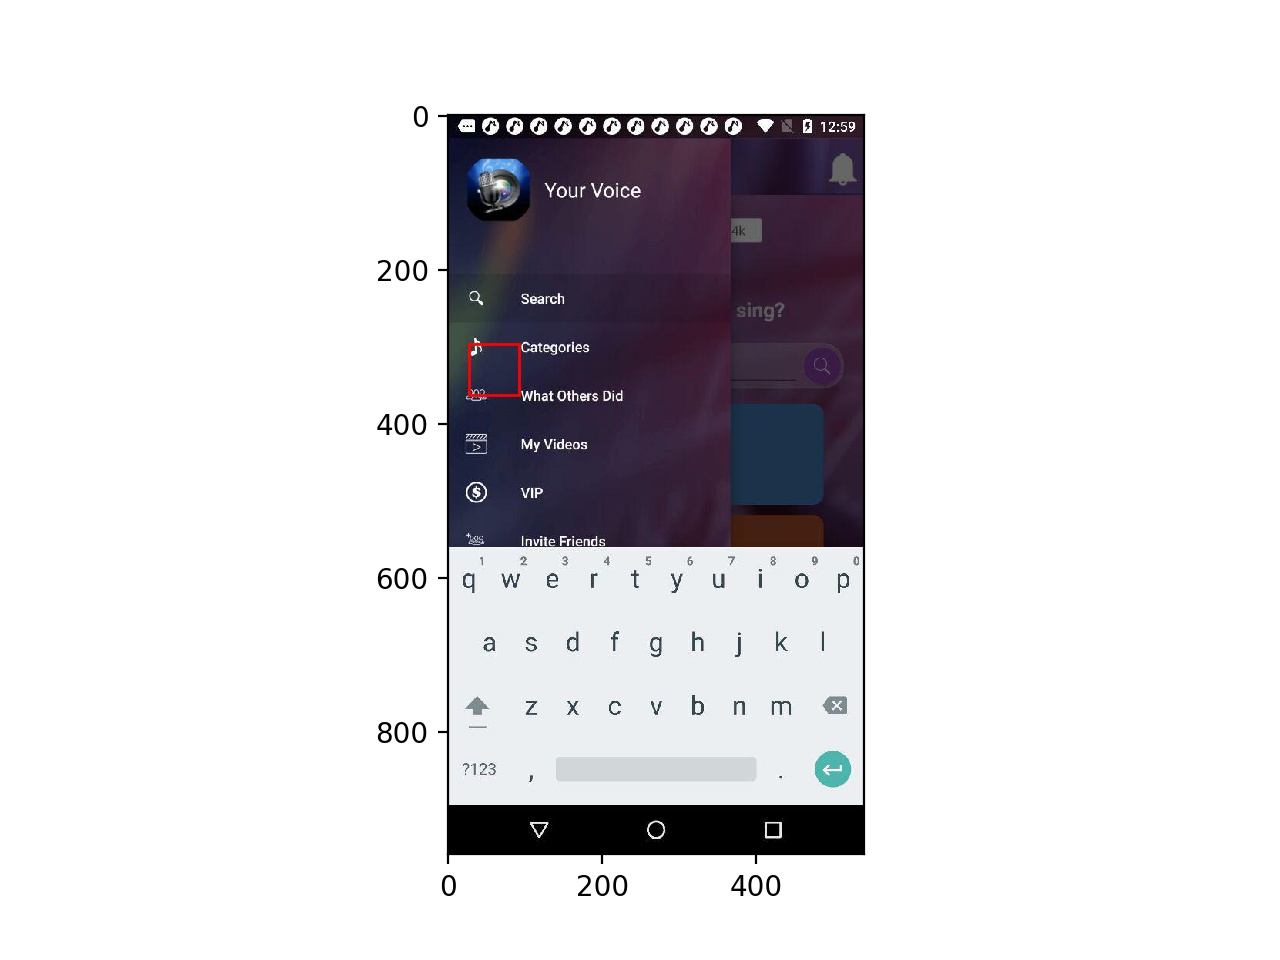 0
200
400
600
800
0
200
400
12:59
Your Voice
4k
Search
sing?
Categories
What Others Did
My Videos
VIP
Invite Friends
1 2 3 4 5 6 7 8 9 0
q w e r t y u i o p
a s d f g h j k l
z x c v b n m
?123 , .